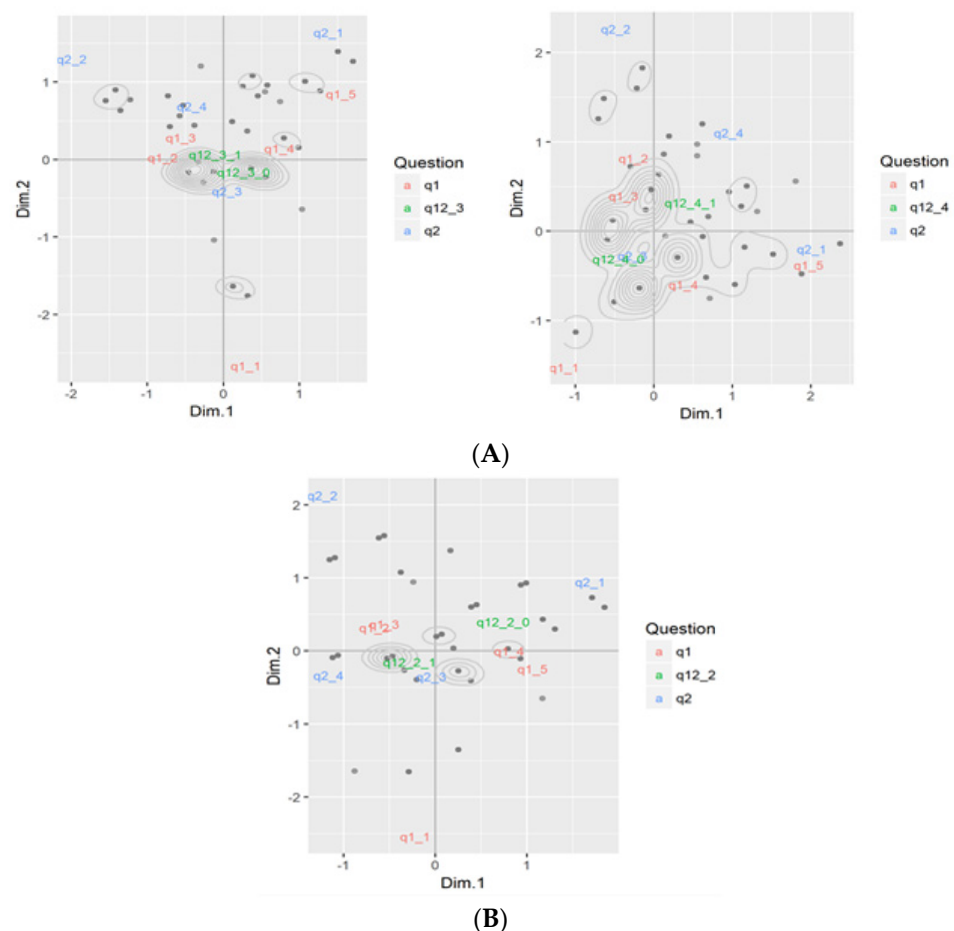 q2_1
q2_2
1
q1_5
q2_4
q1_3
q1_4
q12_3_1
q1_2
0
q12_3_0
q2_3
-1
-2
q1_1
-2 -1 0 1
Dim.1
Dim.2
Question
a q1
a q12_3
a q2
q2_2
2
q2_4
1
q1_2
q1_3
q12_4_1
0
q12_4_0
q2_1
q1_5
q1_4
-1
q1_1
-1 0 1 2
Dim.1
Dim.2
Question
a q1
a q12_4
a q2
(A)
q2_2
2
1
q2_1
q12_2_0
q1_3
0
q1_4
q12_2_1
q1_5
q2_4
q2_3
-1
-2
q1_1
-1 0 1
Dim.1
Dim.2
Question
a q1
a q12_2
a q2
(B)